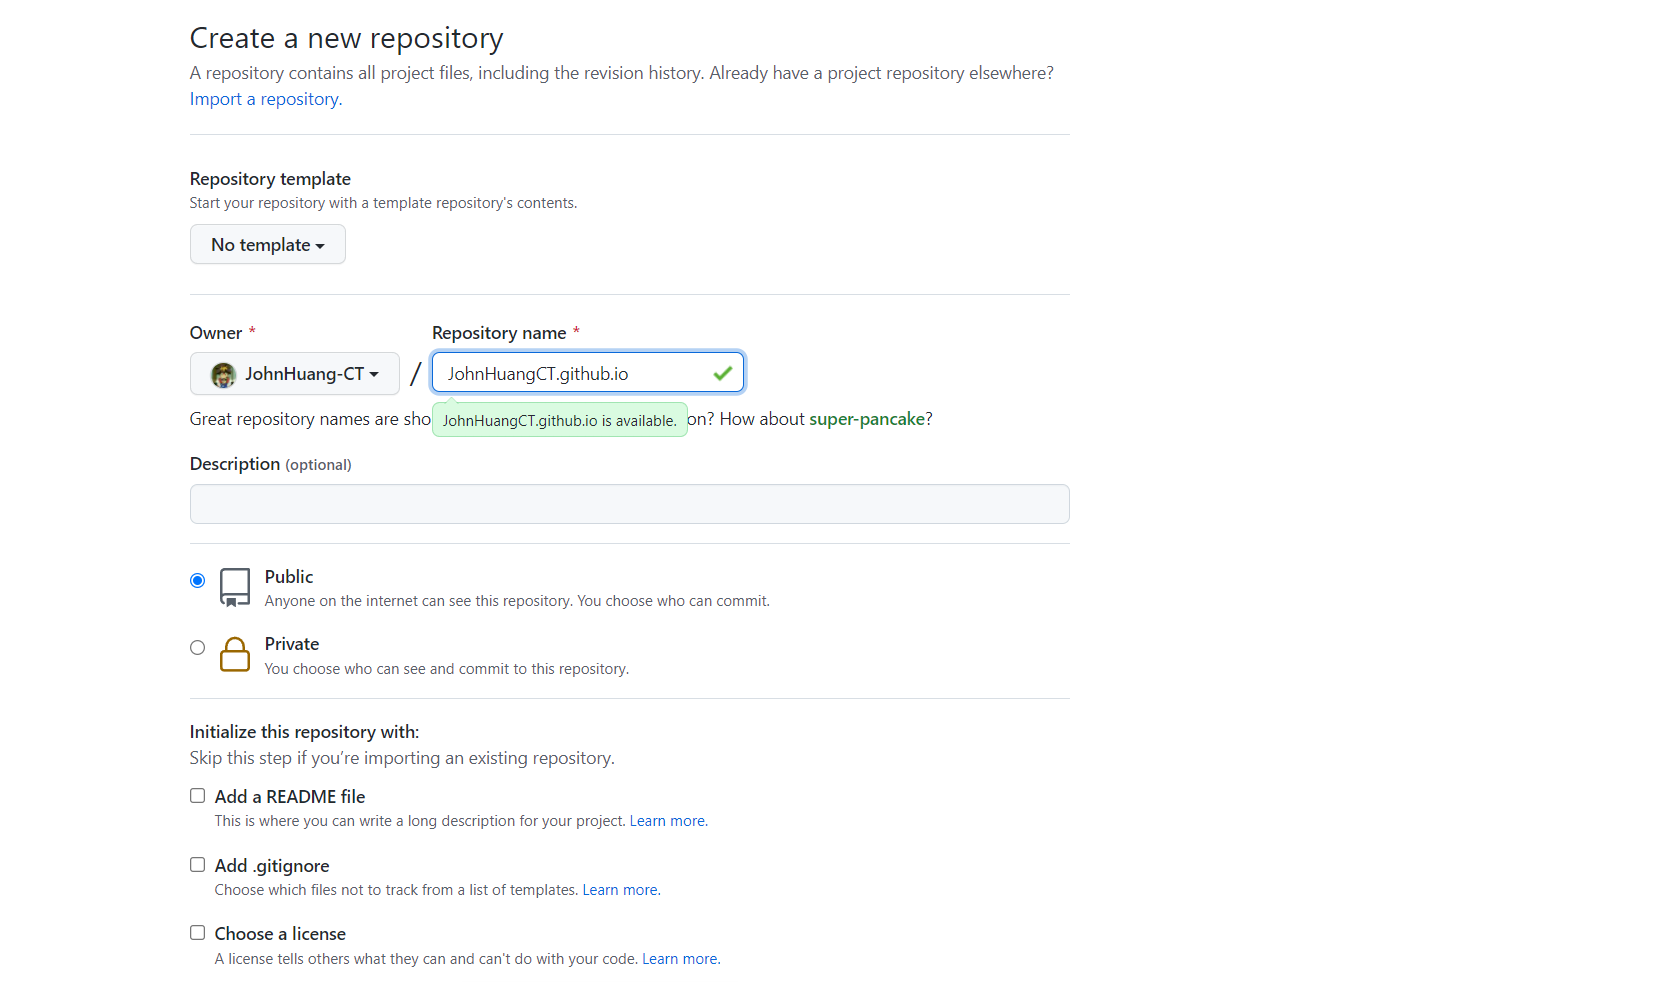 Create a new repository
A repository contains all project files, including the revision history. Already have a project repository elsewhere?
Import a repository.
Repository template
Start your repository with a template repository's contents.
No template
Owner *
Repository name *
JohnHuang-CT
/
JohnHuangCT.github.io
Great repository names are sho
JohnHuangCT.github.io is available.
on? How about super-pancake?
Description (optional)
Public
Anyone on the internet can see this repository. You choose who can commit.
Private
You choose who can see and commit to this repository.
Initialize this repository with:
Skip this step if you’re importing an existing repository.
Add a README file
This is where you can write a long description for your project. Learn more.
Add .gitignore
Choose which files not to track from a list of templates. Learn more.
Choose a license
A license tells others what they can and can't do with your code. Learn more.